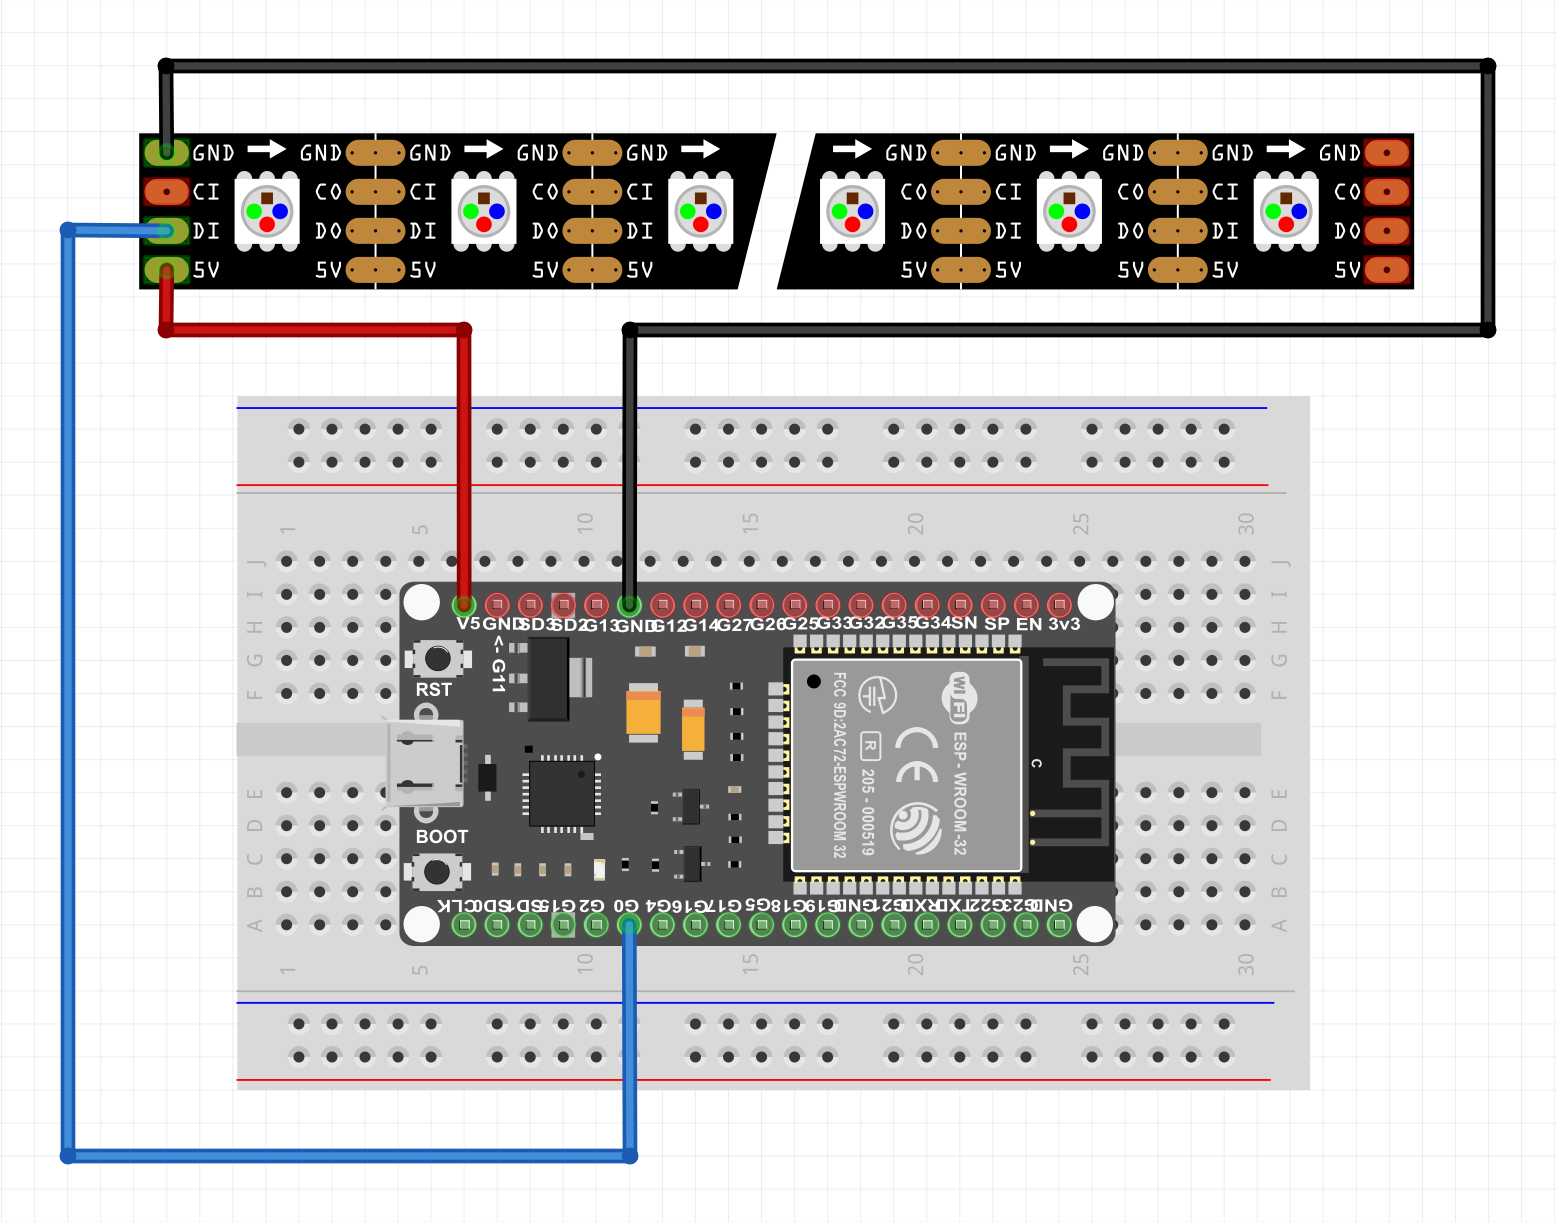 GND GND GND GND GND GND GND GND GND GND
CI CO CI CO CI CO CI CO CI CO
DI DO DI DO DI DO DI DO DI DO
5V 5V 5V 5V 5V 5V 5V 5V 5V 5V
1 5 10 15 20 25 30
J J
I I
H H
G G
F F
E E
D D
C C
B B
A A
V5 GND SD3 SD2 G13 GND G12 G14 G27 G26 G25 G33 G32 G35 G34 SN SP EN 3v3
<- G11
RST
BOOT
WiFi
ESP - WROOM -32
CE
R
205 - 000519
FCC 9D:2AC72-ESPWROOM 32
C
CLK SD0 SD1 G15 G2 G0 G4 G16 G17 G5 G18 G19 GND G21 RXD TXD G22 G23 GND
1 5 10 15 20 25 30